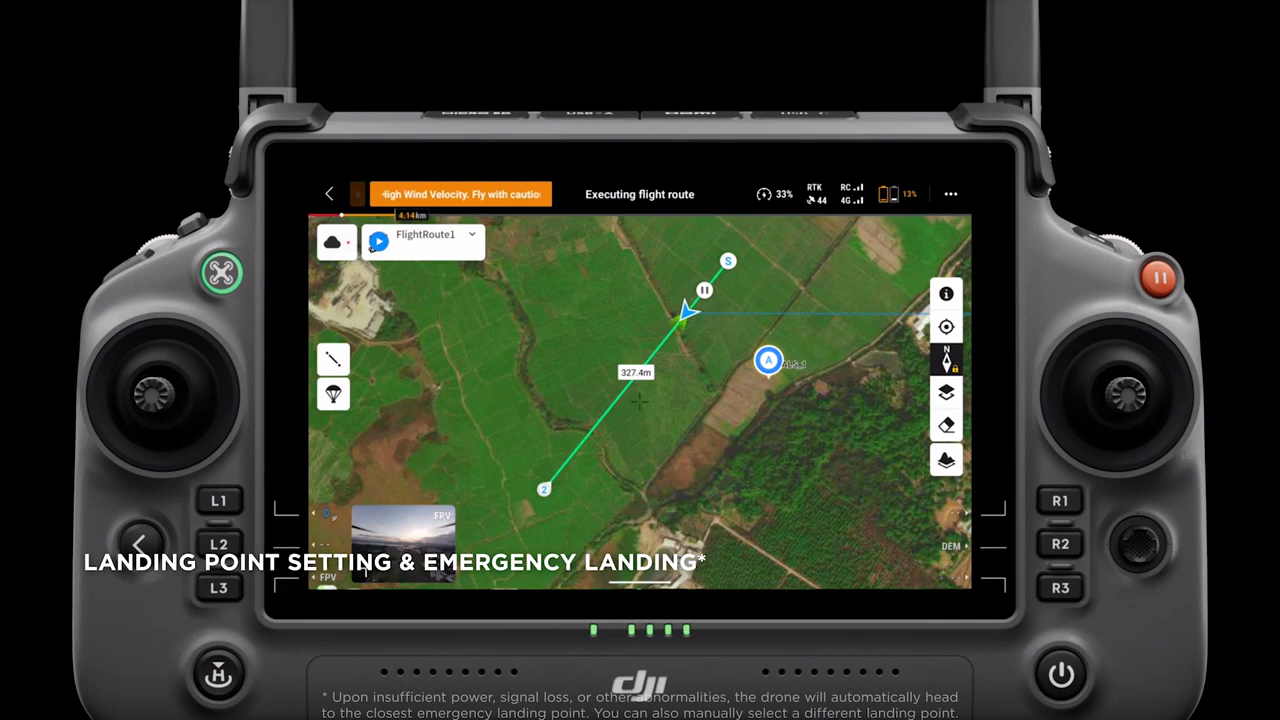 High Wind Velocity. Fly with cautio
Executing flight route
33%
RTK
44
RC
4G
13%
4.14km
FlightRoute1
S
A
ALS_1
N
327.4m
2
FPV
FPV
DEM
L1
L2
L3
R1
R2
R3
LANDING POINT SETTING & EMERGENCY LANDING*
H
dji
* Upon insufficient power, signal loss, or other abnormalities, the drone will automatically head
to the closest emergency landing point. You can also manually select a different landing point.